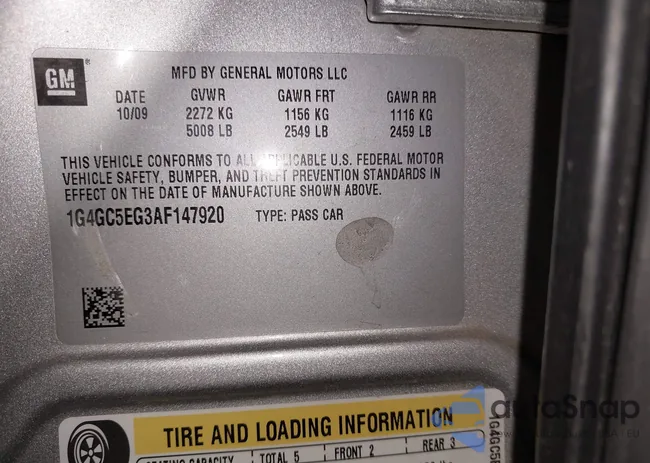 GM
MFD BY GENERAL MOTORS LLC
DATE GVWR GAWR FRT GAWR RR
10/09 2272 KG 1156 KG 1116 KG
5008 LB 2549 LB 2459 LB
THIS VEHICLE CONFORMS TO ALL APPLICABLE U.S. FEDERAL MOTOR
VEHICLE SAFETY, BUMPER, AND THEFT PREVENTION STANDARDS IN
EFFECT ON THE DATE OF MANUFACTURE SHOWN ABOVE.
1G4GC5EG3AF147920 TYPE: PASS CAR
TIRE AND LOADING INFORMATION
SEATING CAPACITY TOTAL 5 FRONT 2 REAR 3
1G4GC5E
autoSnap